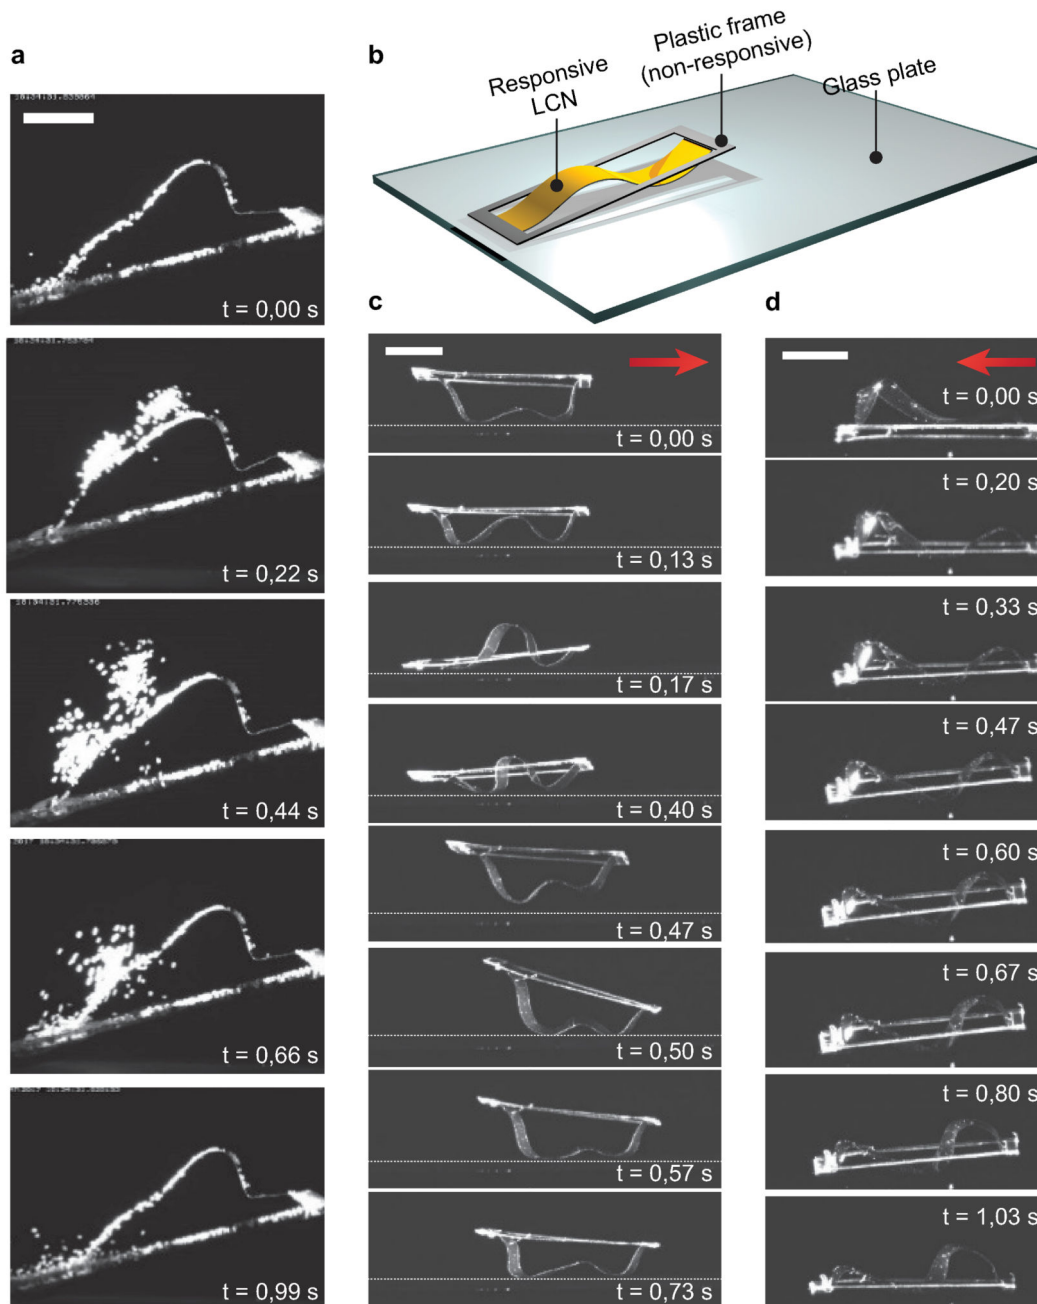 a
t = 0,00 s
t = 0,22 s
t = 0,44 s
t = 0,66 s
t = 0,99 s
b
Responsive
LCN
Plastic frame
(non-responsive)
Glass plate
c
t = 0,00 s
t = 0,13 s
t = 0,17 s
t = 0,40 s
t = 0,47 s
t = 0,50 s
t = 0,57 s
t = 0,73 s
d
t = 0,00 s
t = 0,20 s
t = 0,33 s
t = 0,47 s
t = 0,60 s
t = 0,67 s
t = 0,80 s
t = 1,03 s